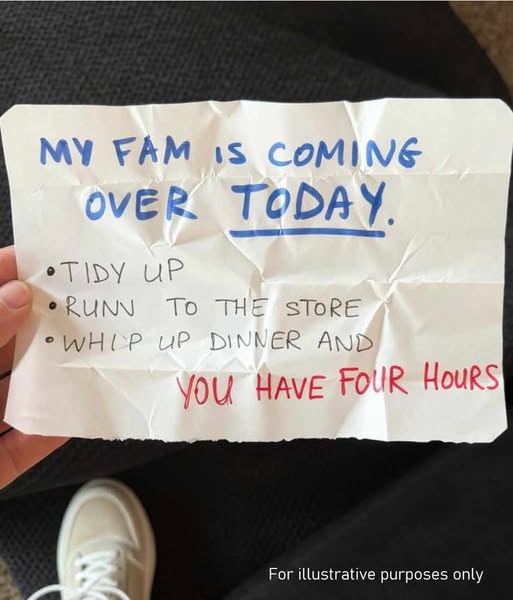 MY FAM IS COMING
OVER TODAY.
• TIDY UP
• RUNN TO THE STORE
• WHIP UP DINNER AND
YOU HAVE FOUR HOURS
For illustrative purposes only